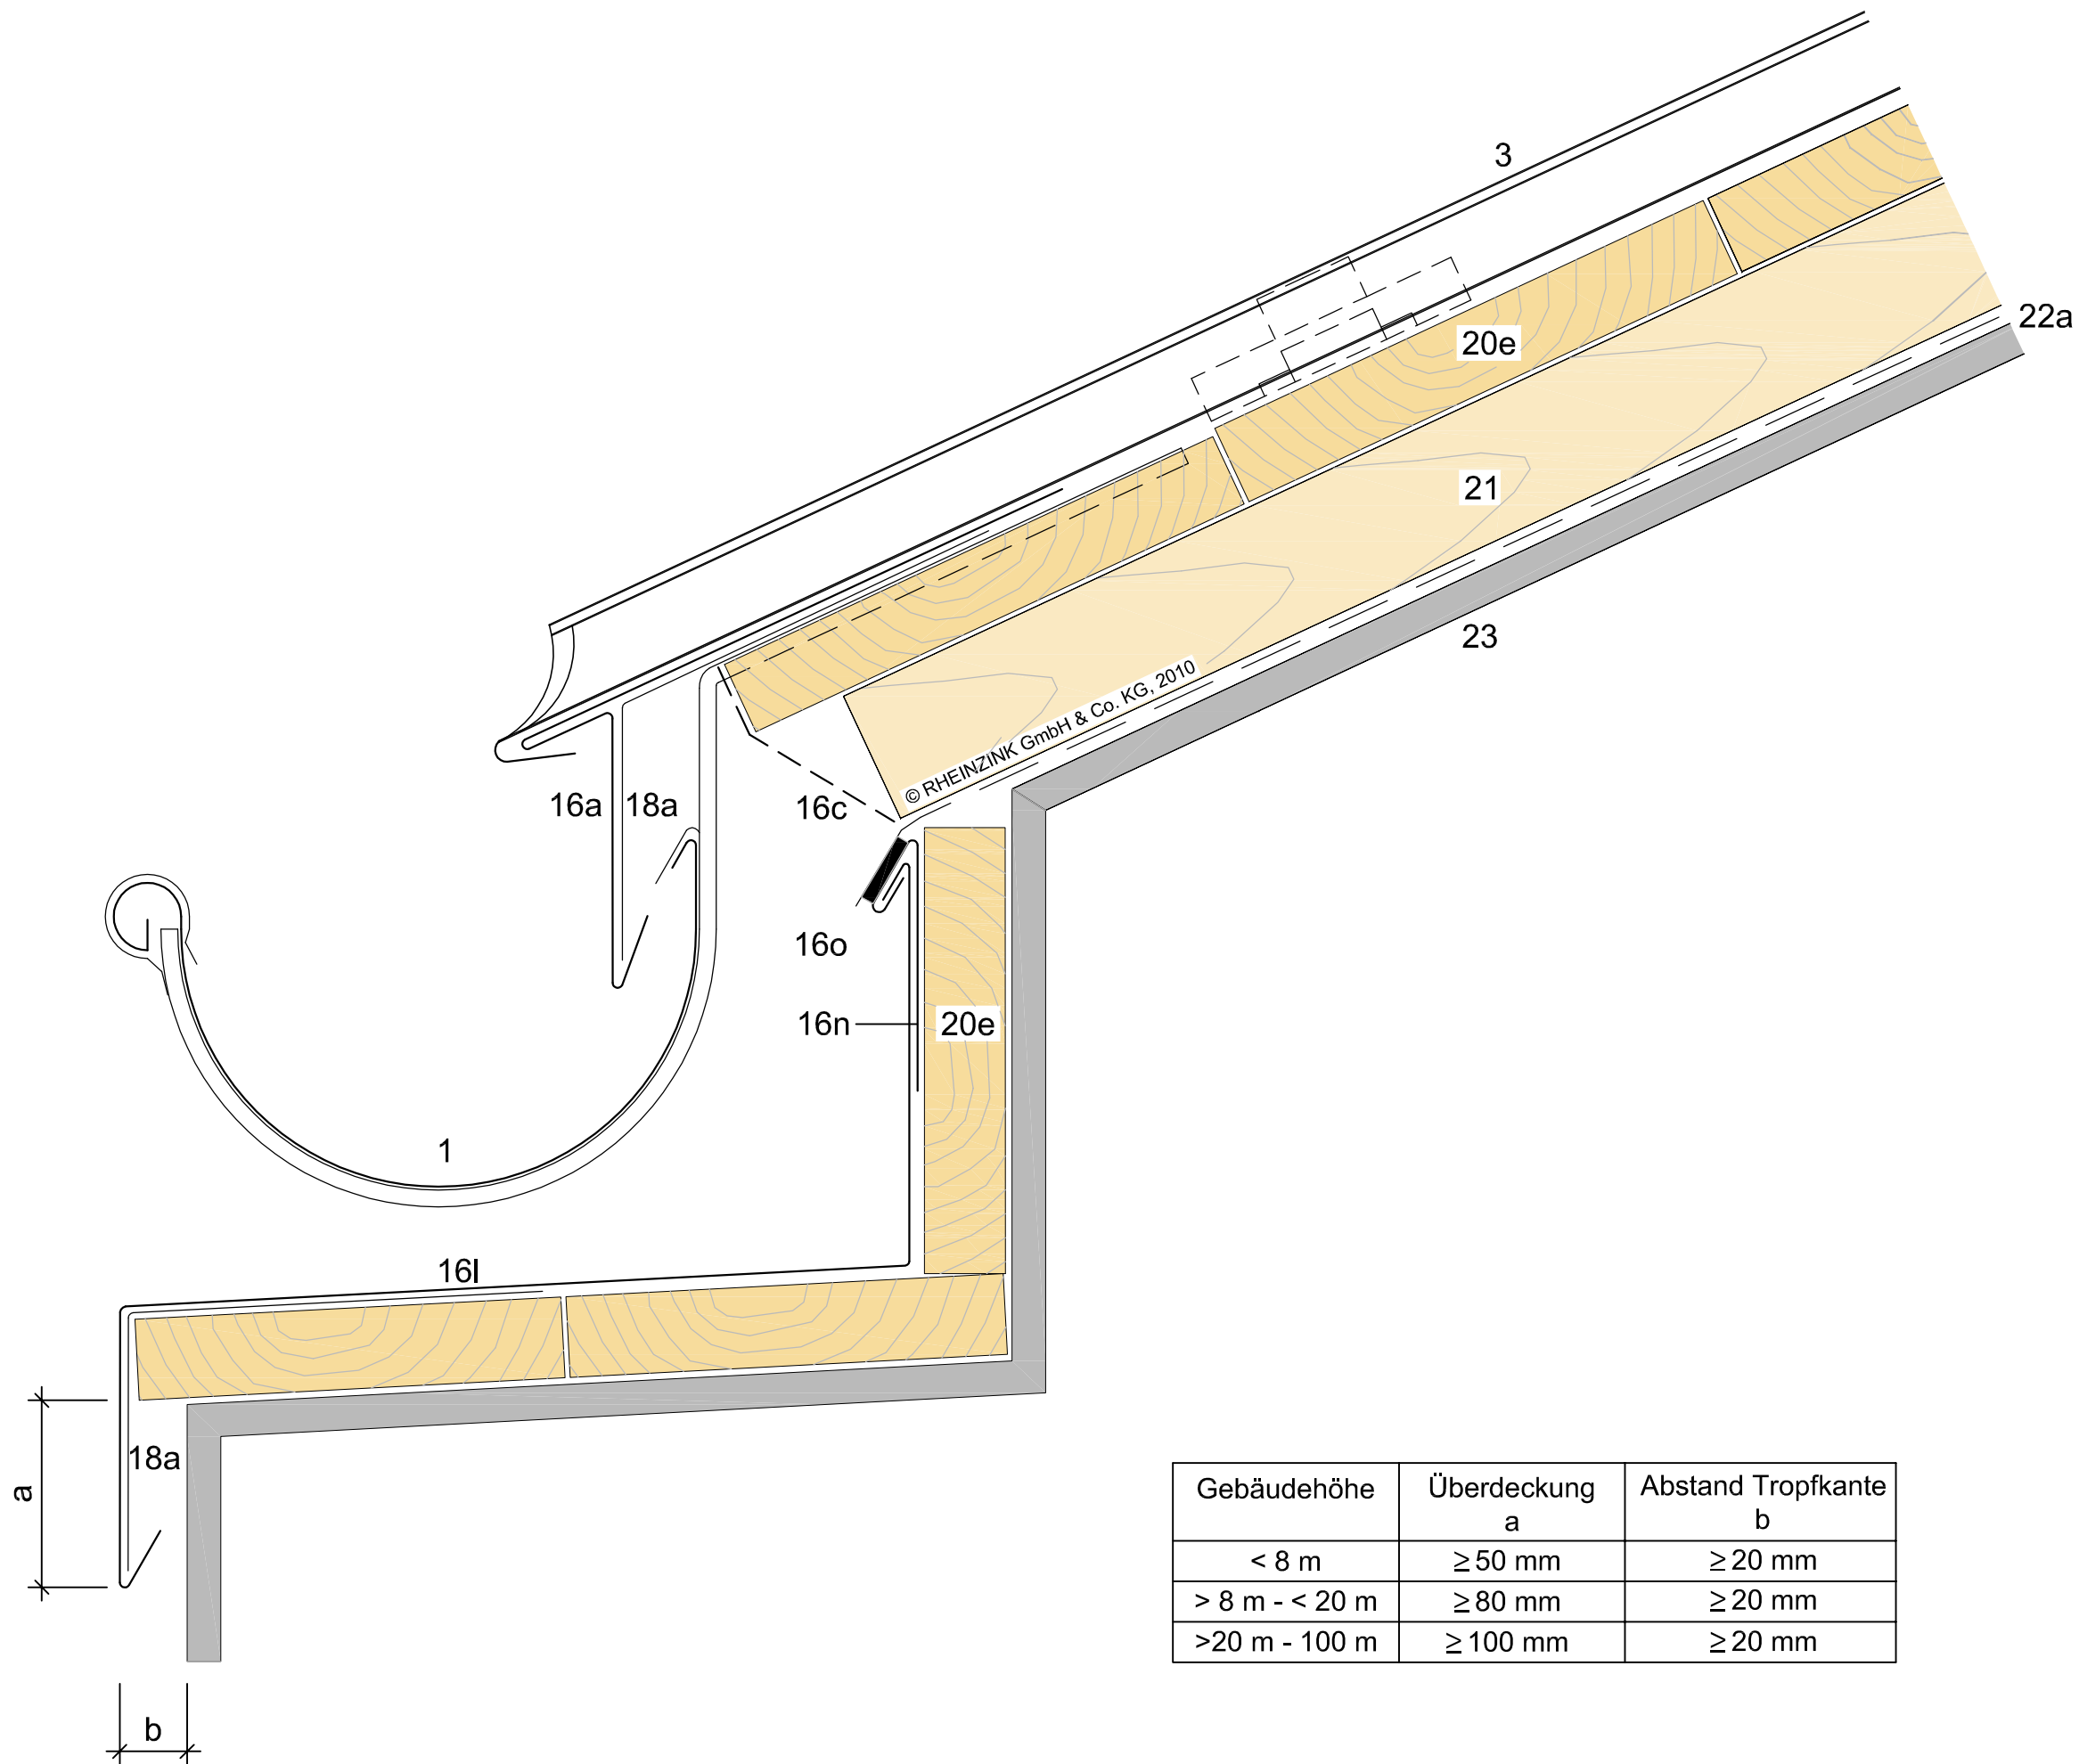 3
22a
20e
21
23
© RHEINZINK GmbH & Co. KG, 2010
16a
18a
16c
16o
16n
20e
1
16l
18a
a
b
Gebäudehöhe Überdeckung a Abstand Tropfkante b
< 8 m ≥ 50 mm ≥ 20 mm
> 8 m - < 20 m ≥ 80 mm ≥ 20 mm
>20 m - 100 m ≥ 100 mm ≥ 20 mm